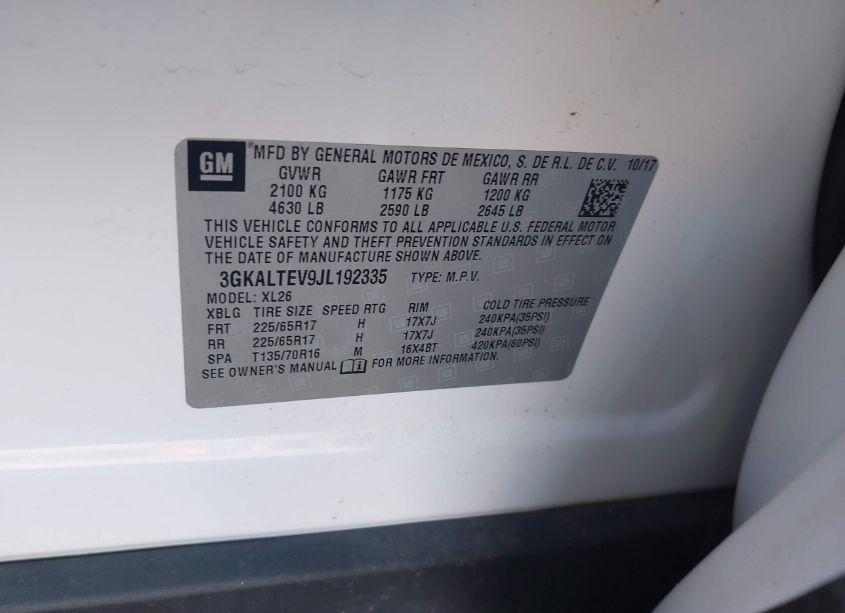 GM
*MFD BY GENERAL MOTORS DE MEXICO, S. DE R.L. DE C.V. 10/17
GVWR GAWR FRT GAWR RR
2100 KG 1175 KG 1200 KG
4630 LB 2590 LB 2645 LB
THIS VEHICLE CONFORMS TO ALL APPLICABLE U.S. FEDERAL MOTOR
VEHICLE SAFETY AND THEFT PREVENTION STANDARDS IN EFFECT ON
THE DATE OF MANUFACTURE SHOWN ABOVE.
3GKALTEV9JL192335 TYPE: M.P.V.
MODEL: XL26
XBLG TIRE SIZE SPEED RTG RIM COLD TIRE PRESSURE
FRT 225/65R17 H 17X7J 240KPA(35PSI)
RR 225/65R17 H 17X7J 240KPA(35PSI)
SPA T135/70R16 M 16X4BT 420KPA(60PSI)
SEE OWNER'S MANUAL FOR MORE INFORMATION.